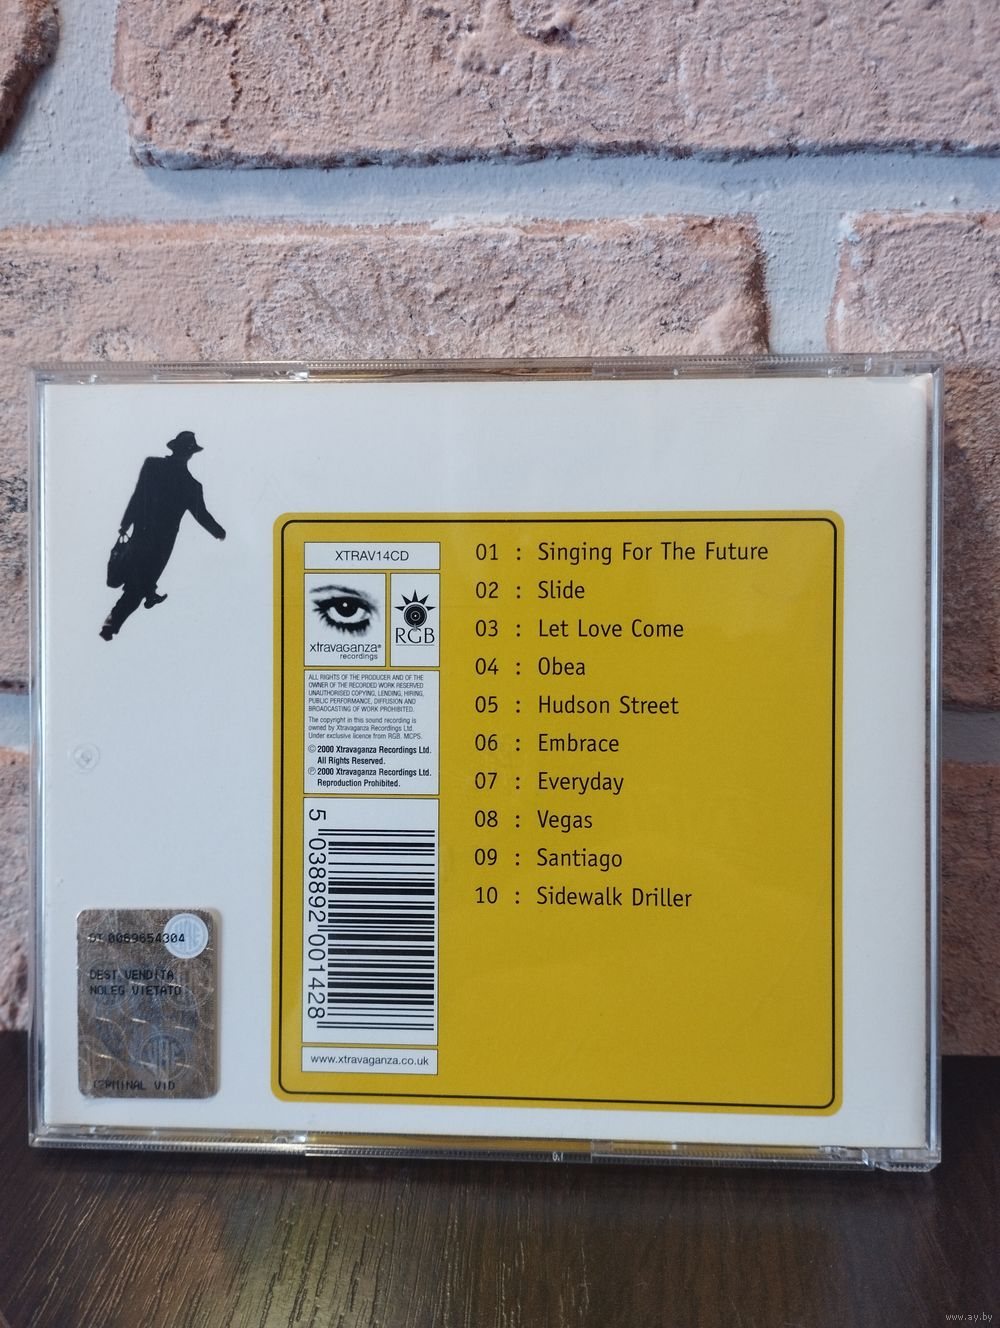 XTRAV14CD
xtravaganza®
recordings
RGB
ALL RIGHTS OF THE PRODUCER AND OF THE
OWNER OF THE RECORDED WORK RESERVED
UNAUTHORISED COPYING, LENDING, HIRING,
PUBLIC PERFORMANCE, DIFFUSION AND
BROADCASTING OF WORK PROHIBITED.
The copyright in this sound recording is
owned by Xtravaganza Recordings Ltd.
Under exclusive licence from RGB. MCPS.
© 2000 Xtravaganza Recordings Ltd.
All Rights Reserved.
℗ 2000 Xtravaganza Recordings Ltd.
Reproduction Prohibited.
5 038892 001428
www.xtravaganza.co.uk
01 : Singing For The Future
02 : Slide
03 : Let Love Come
04 : Obea
05 : Hudson Street
06 : Embrace
07 : Everyday
08 : Vegas
09 : Santiago
10 : Sidewalk Driller
0069654304
DEST VENDITA
NOLEG VIETATO
VID
www.ay.by